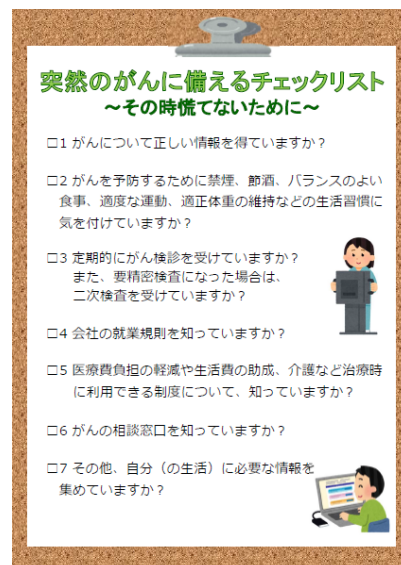 突然のがんに備えるチェックリスト
～その時慌てないために～
□1 がんについて正しい情報を得ていますか？
□2 がんを予防するために禁煙、節酒、バランスのよい
食事、適度な運動、適正体重の維持などの生活習慣に
気を付けていますか？
□3 定期的にがん検診を受けていますか？
また、要精密検査になった場合は、
二次検査を受けていますか？
□4 会社の就業規則を知っていますか？
□5 医療費負担の軽減や生活費の助成、介護など治療時
に利用できる制度について、知っていますか？
□6 がんの相談窓口を知っていますか？
□7 その他、自分（の生活）に必要な情報を
集めていますか？